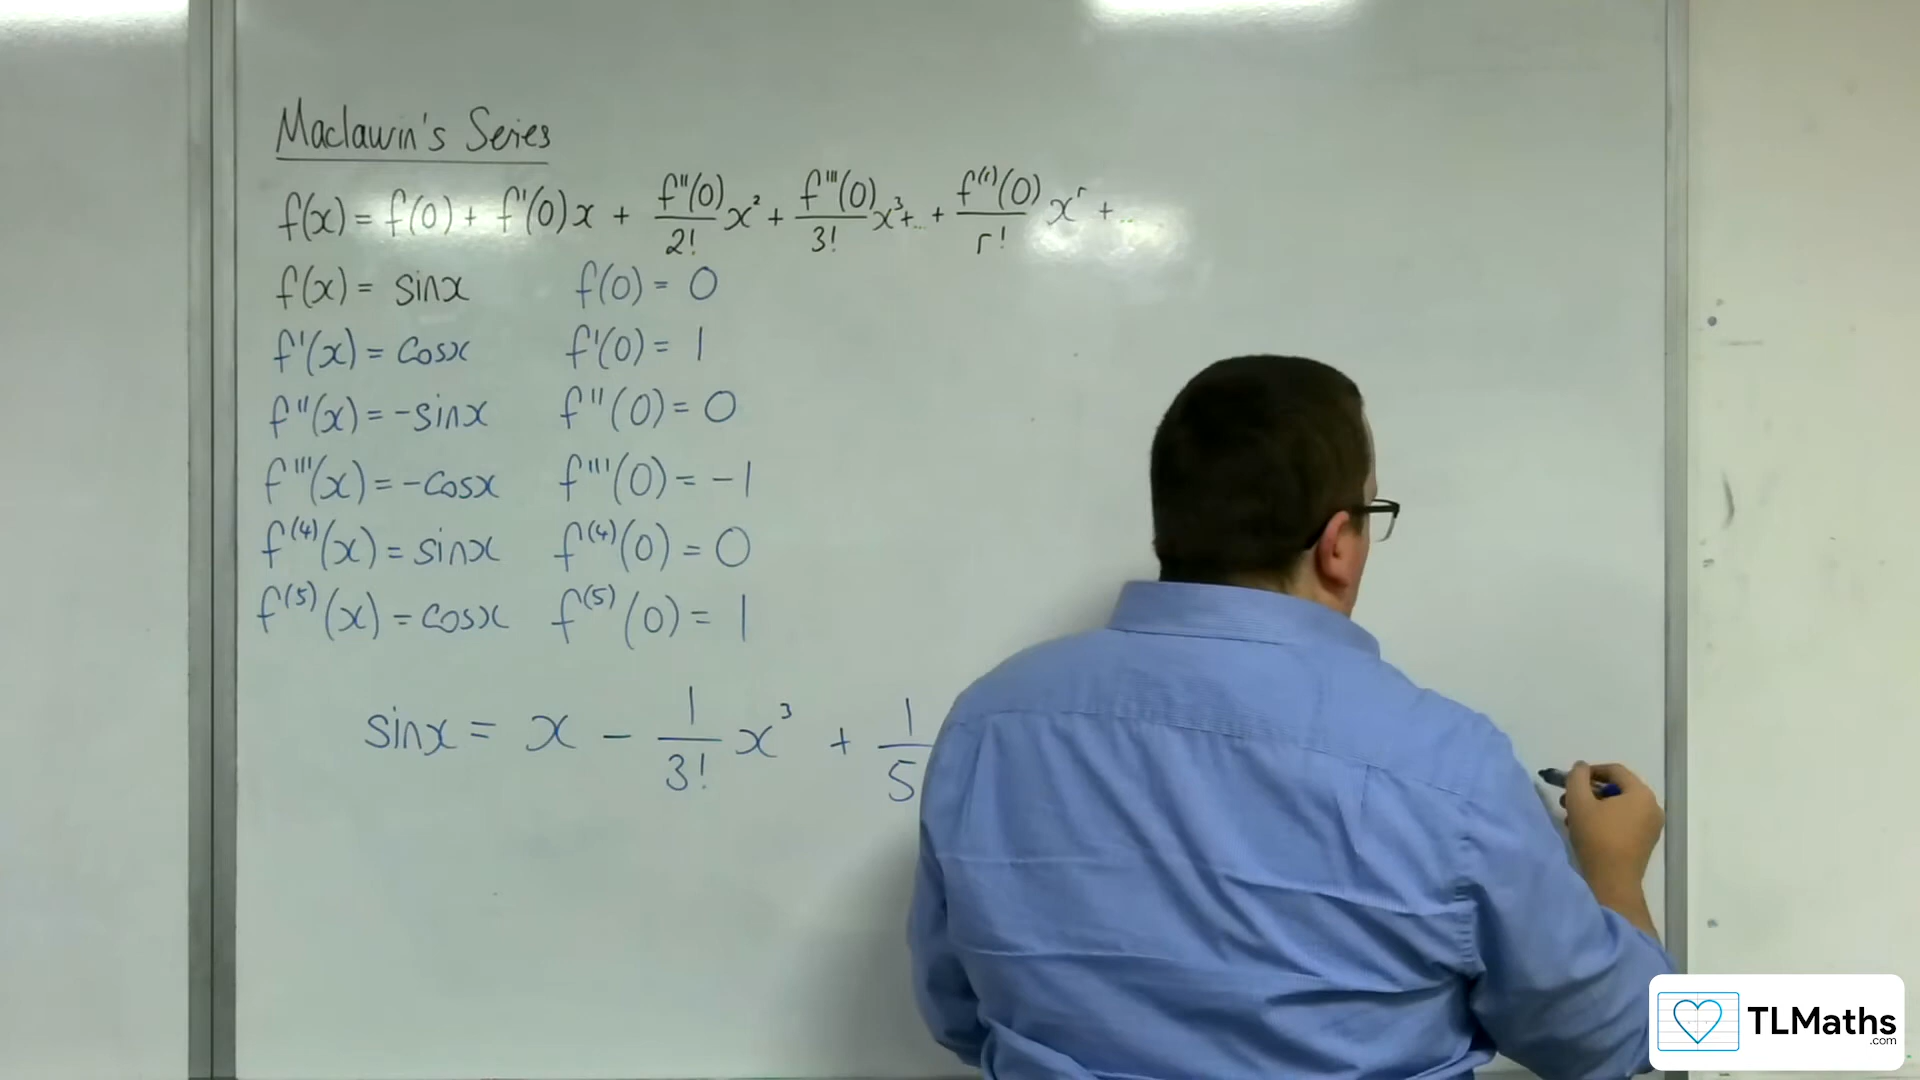 Maclaurin's Series
f(x) = f(0) + f'(0)x + f''(0)/2! x² + f'''(0)/3! x³+... + f⁽ʳ⁾(0)/r! xʳ + ...
f(x) = sinx f(0) = 0
f'(x) = cosx f'(0) = 1
f''(x) = -sinx f''(0) = 0
f'''(x) = -cosx f'''(0) = -1
f⁽⁴⁾(x) = sinx f⁽⁴⁾(0) = 0
f⁽⁵⁾(x) = cosx f⁽⁵⁾(0) = 1
sinx = x - 1/3! x³ + 1/5
TLMaths
.com